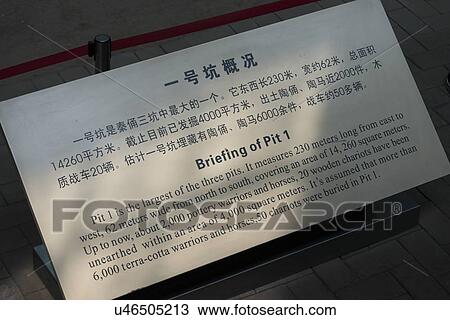 一号坑概况
一号坑是秦俑三坑中最大的一个。它东西长230米，宽约62米，总面积
14260平方米。截止目前已发掘4000平方米，出土陶俑、陶马近2000件，木
质战车20辆。估计一号坑埋藏有陶俑、陶马6000余件，战车约50多辆。
Briefing of Pit 1
Pit 1 is the largest of the three pits. It measures 230 meters long from east to
west, 62 meters wide from north to south, covering an area of 14,260 square meters.
Up to now, about 2,000 pottery warriors and horses, 20 wooden chariots have been
unearthed within an area of 4,000 square meters. It's assumed that more than
6,000 terra-cotta warriors and horses, 50 chariots were buried in Pit 1.
FOTOSEARCH
u46505213 www.fotosearch.com